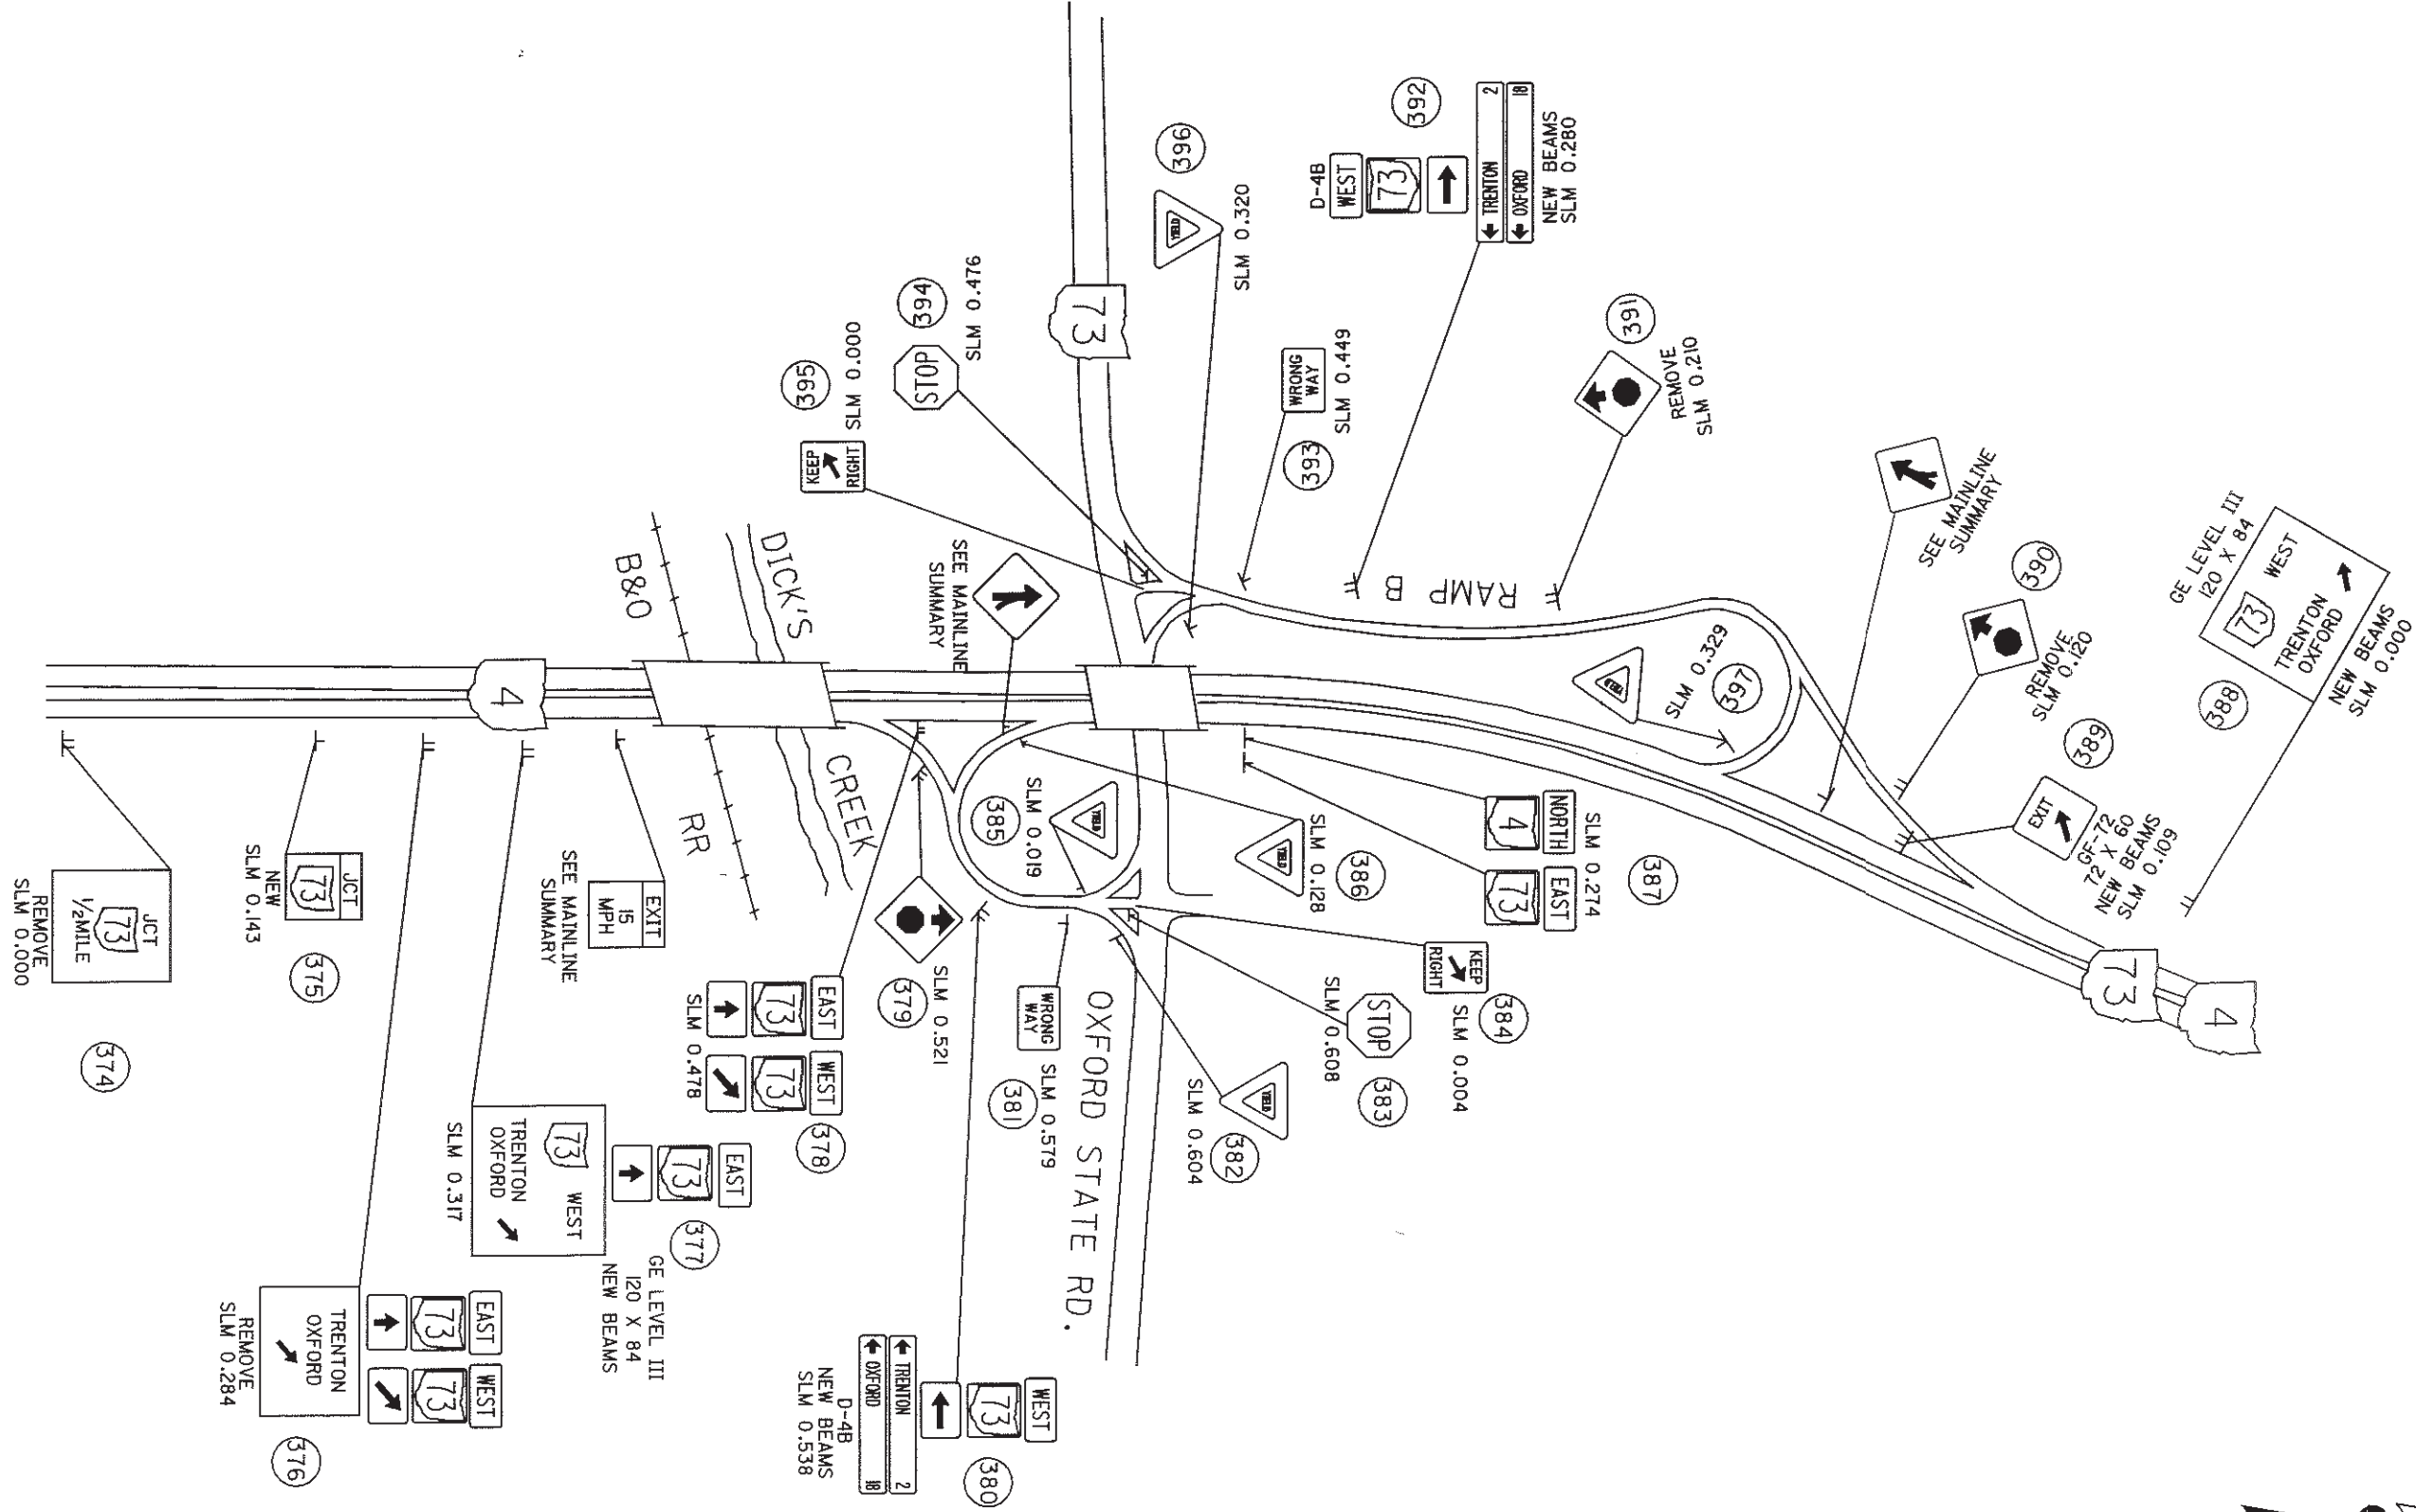 392
2 ← TRENTON
18 ← OXFORD
NEW BEAMS
SLM 0.280
D-4B
WEST
73
396
YIELD
SLM 0.320
394
SLM 0.476
STOP
395
SLM 0.000
KEEP
RIGHT
73
WRONG
WAY
SLM 0.449
393
391
REMOVE
SLM 0.210
SEE MAINLINE
SUMMARY
390
REMOVE
SLM 0.120
GE LEVEL III
120 X 84
73 WEST
TRENTON
OXFORD
NEW BEAMS
SLM 0.000
388
389
EXIT
GF-72
72 X 60
NEW BEAMS
SLM 0.109
RAMP B
YIELD
SLM 0.329
397
SEE MAINLINE
SUMMARY
B&O
RR
DICK'S
CREEK
4
73
4
SLM 0.019
385
YIELD
YIELD
SLM 0.128
386
NORTH
4
EAST
73
SLM 0.274
387
KEEP
RIGHT
SLM 0.004
384
STOP
SLM 0.608
383
YIELD
SLM 0.604
382
OXFORD STATE RD.
WRONG
WAY
SLM 0.579
381
SLM 0.521
379
EXIT
15
MPH
SEE MAINLINE
SUMMARY
EAST
73
WEST
73
SLM 0.478
378
EAST
73
377
73 WEST
TRENTON
OXFORD
SLM 0.317
GE LEVEL III
120 X 84
NEW BEAMS
WEST
73
380
← TRENTON 2
← OXFORD 18
D-4B
NEW BEAMS
SLM 0.538
EAST
73
WEST
73
TRENTON
OXFORD
REMOVE
SLM 0.284
376
JCT
73
NEW
SLM 0.143
375
JCT
73
1/2 MILE
REMOVE
SLM 0.000
374